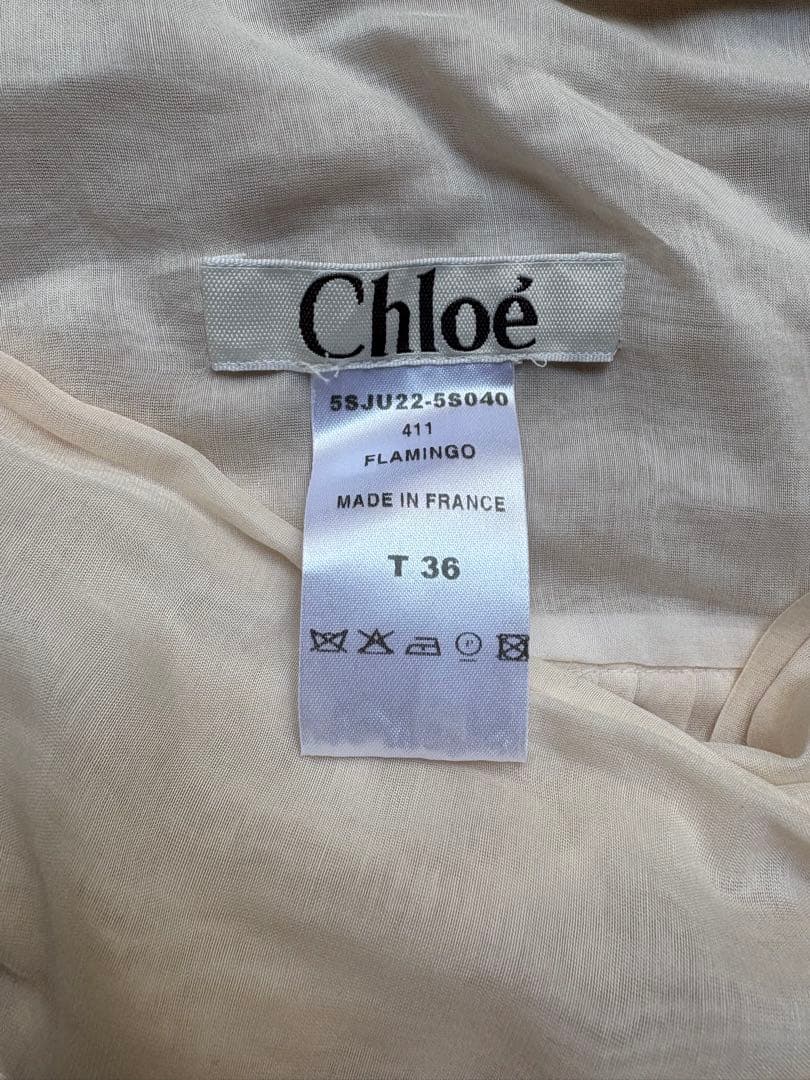 Chloé
5SJU22-5S040
411
FLAMINGO
MADE IN FRANCE
T 36
P